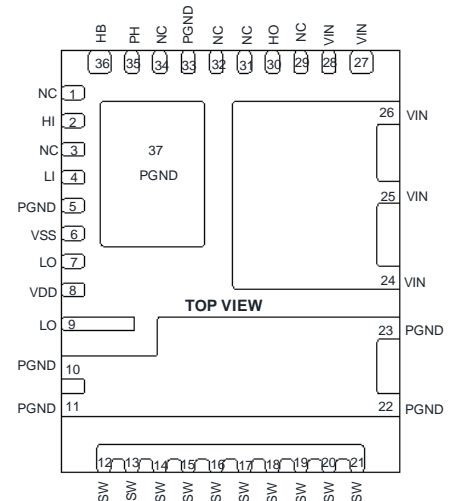 HB PH NC PGND NC NC HO NC VIN VIN
36 35 34 33 32 31 30 29 28 27
NC 1
HI 2
NC 3
LI 4
PGND 5
VSS 6
LO 7
VDD 8
LO 9
PGND 10
PGND 11
37
PGND
26 VIN
25 VIN
24 VIN
TOP VIEW
23 PGND
22 PGND
12 13 14 15 16 17 18 19 20 21
SW SW SW SW SW SW SW SW SW SW